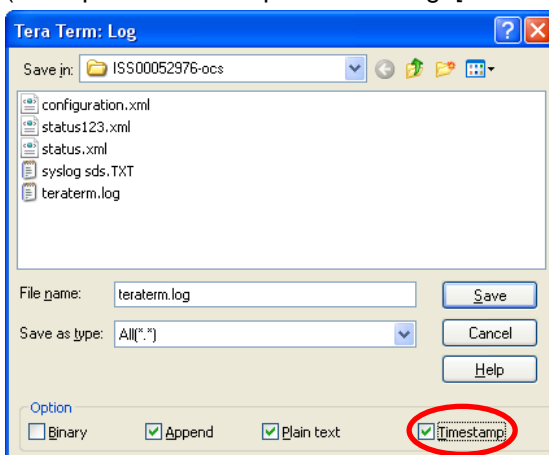 Tera Term: Log
Save in: ISS00052976-ocs
configuration.xml
status123.xml
status.xml
syslog sds.TXT
teraterm.log
File name: teraterm.log Save
Save as type: All(*.*) Cancel
Help
Option
Binary Append Plain text Timestamp